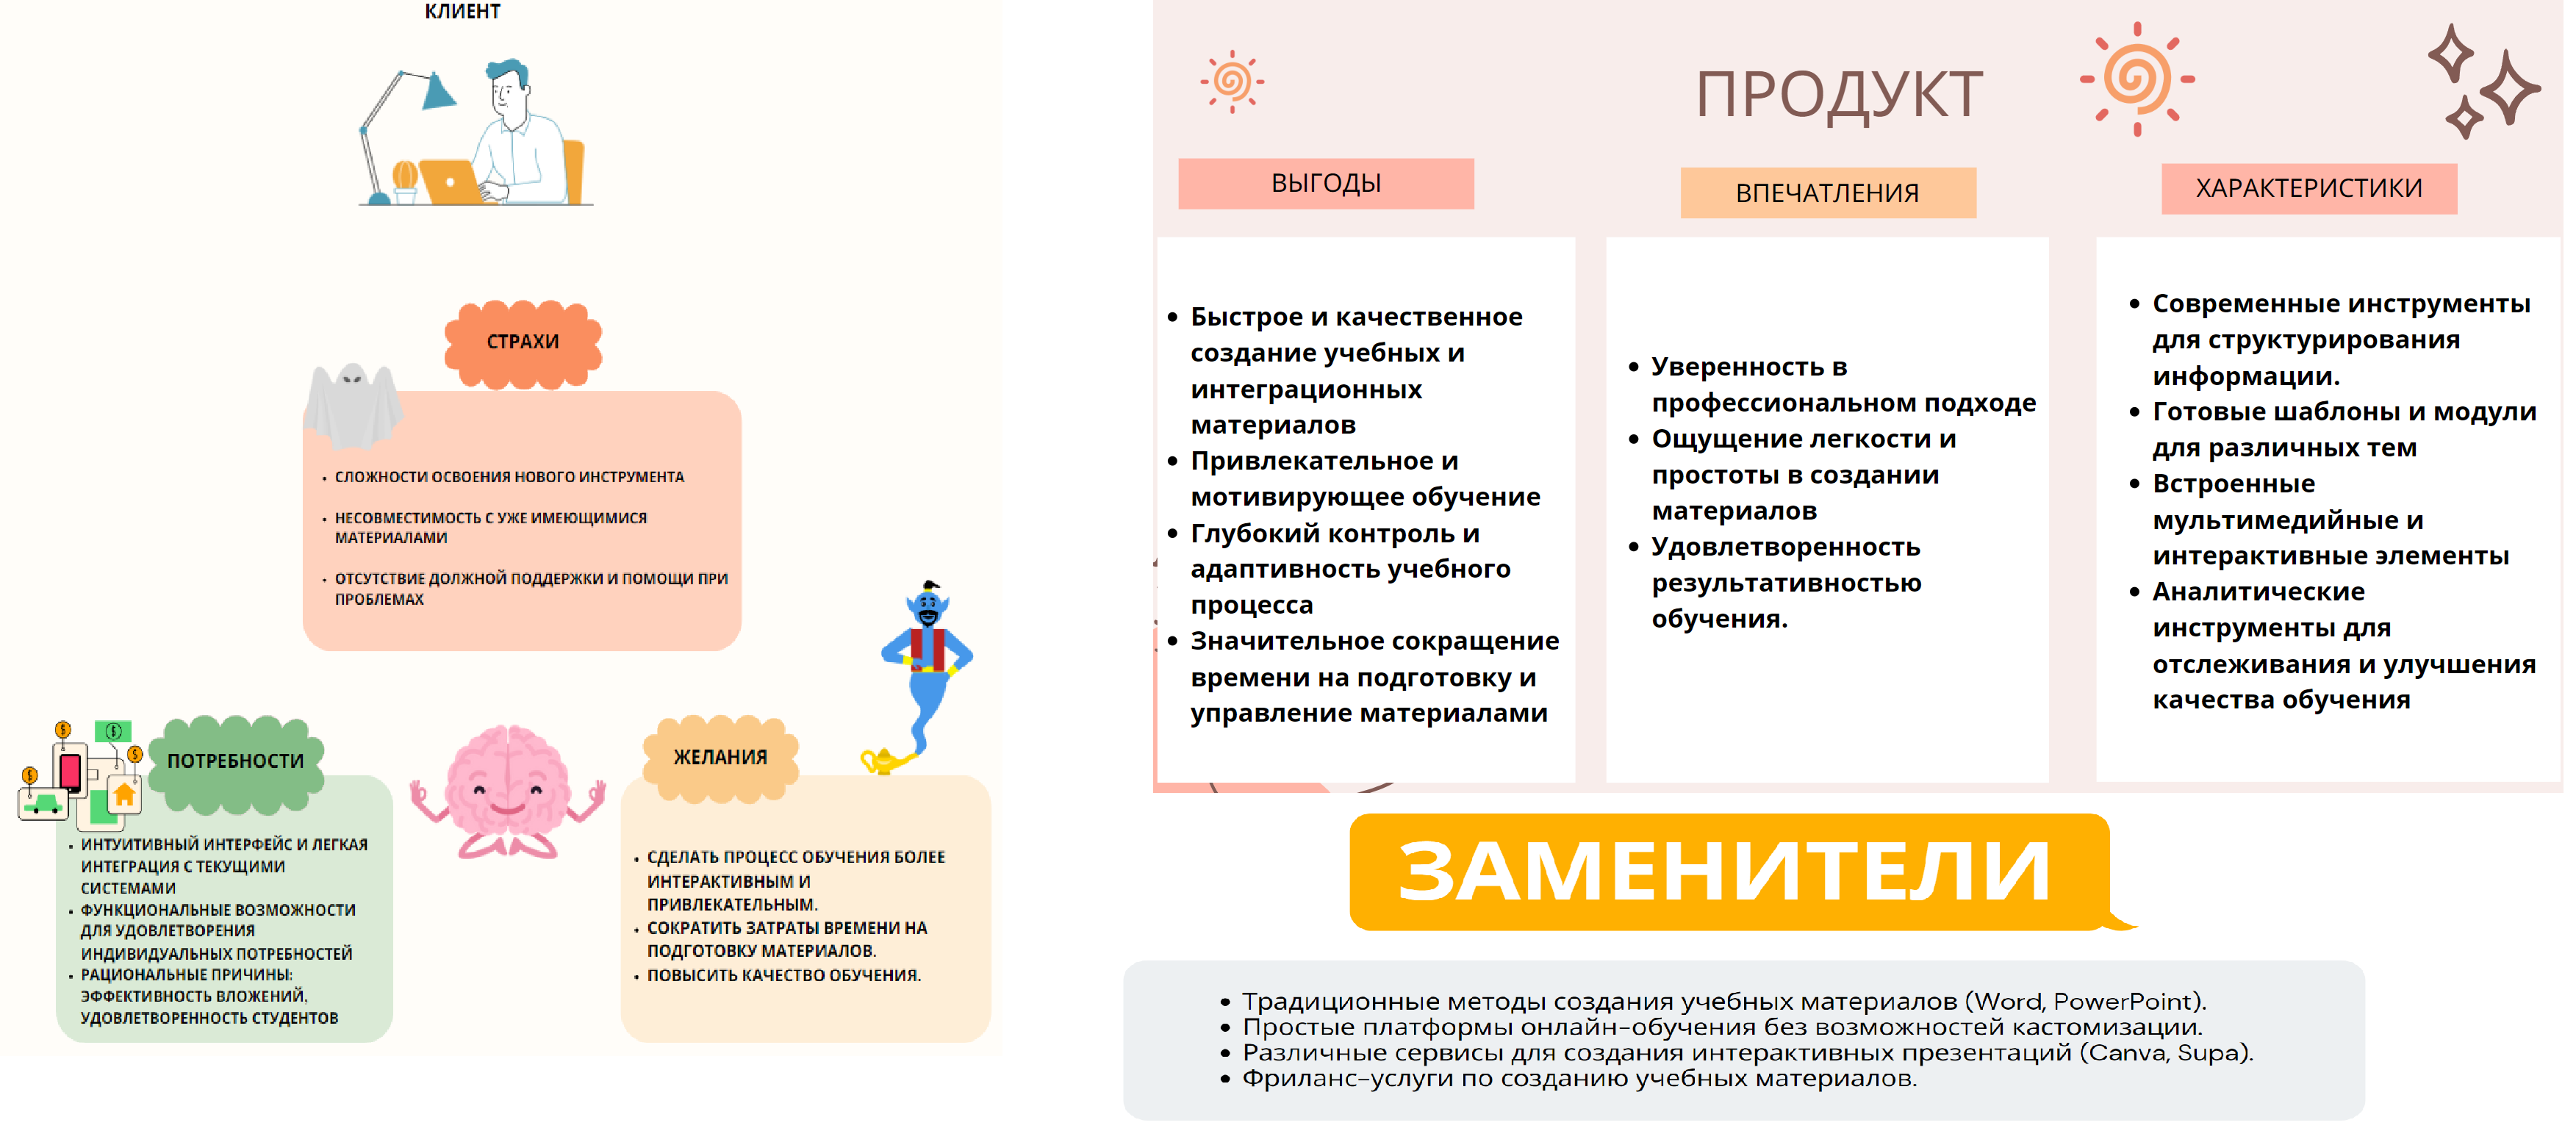 КЛИЕНТ
СТРАХИ
• СЛОЖНОСТИ ОСВОЕНИЯ НОВОГО ИНСТРУМЕНТА
• НЕСОВМЕСТИМОСТЬ С УЖЕ ИМЕЮЩИМИСЯ
МАТЕРИАЛАМИ
• ОТСУТСТВИЕ ДОЛЖНОЙ ПОДДЕРЖКИ И ПОМОЩИ ПРИ
ПРОБЛЕМАХ
ПОТРЕБНОСТИ
• ИНТУИТИВНЫЙ ИНТЕРФЕЙС И ЛЕГКАЯ
ИНТЕГРАЦИЯ С ТЕКУЩИМИ
СИСТЕМАМИ
• ФУНКЦИОНАЛЬНЫЕ ВОЗМОЖНОСТИ
ДЛЯ УДОВЛЕТВОРЕНИЯ
ИНДИВИДУАЛЬНЫХ ПОТРЕБНОСТЕЙ
• РАЦИОНАЛЬНЫЕ ПРИЧИНЫ:
ЭФФЕКТИВНОСТЬ ВЛОЖЕНИЙ,
УДОВЛЕТВОРЕННОСТЬ СТУДЕНТОВ
ЖЕЛАНИЯ
• СДЕЛАТЬ ПРОЦЕСС ОБУЧЕНИЯ БОЛЕЕ
ИНТЕРАКТИВНЫМ И
ПРИВЛЕКАТЕЛЬНЫМ.
• СОКРАТИТЬ ЗАТРАТЫ ВРЕМЕНИ НА
ПОДГОТОВКУ МАТЕРИАЛОВ.
• ПОВЫСИТЬ КАЧЕСТВО ОБУЧЕНИЯ.
ПРОДУКТ
ВЫГОДЫ
• Быстрое и качественное
создание учебных и
интеграционных
материалов
• Привлекательное и
мотивирующее обучение
• Глубокий контроль и
адаптивность учебного
процесса
• Значительное сокращение
времени на подготовку и
управление материалами
ВПЕЧАТЛЕНИЯ
• Уверенность в
профессиональном подходе
• Ощущение легкости и
простоты в создании
материалов
• Удовлетворенность
результативностью
обучения.
ХАРАКТЕРИСТИКИ
• Современные инструменты
для структурирования
информации.
• Готовые шаблоны и модули
для различных тем
• Встроенные
мультимедийные и
интерактивные элементы
• Аналитические
инструменты для
отслеживания и улучшения
качества обучения
ЗАМЕНИТЕЛИ
• Традиционные методы создания учебных материалов (Word, PowerPoint).
• Простые платформы онлайн-обучения без возможностей кастомизации.
• Различные сервисы для создания интерактивных презентаций (Canva, Supa).
• Фриланс-услуги по созданию учебных материалов.